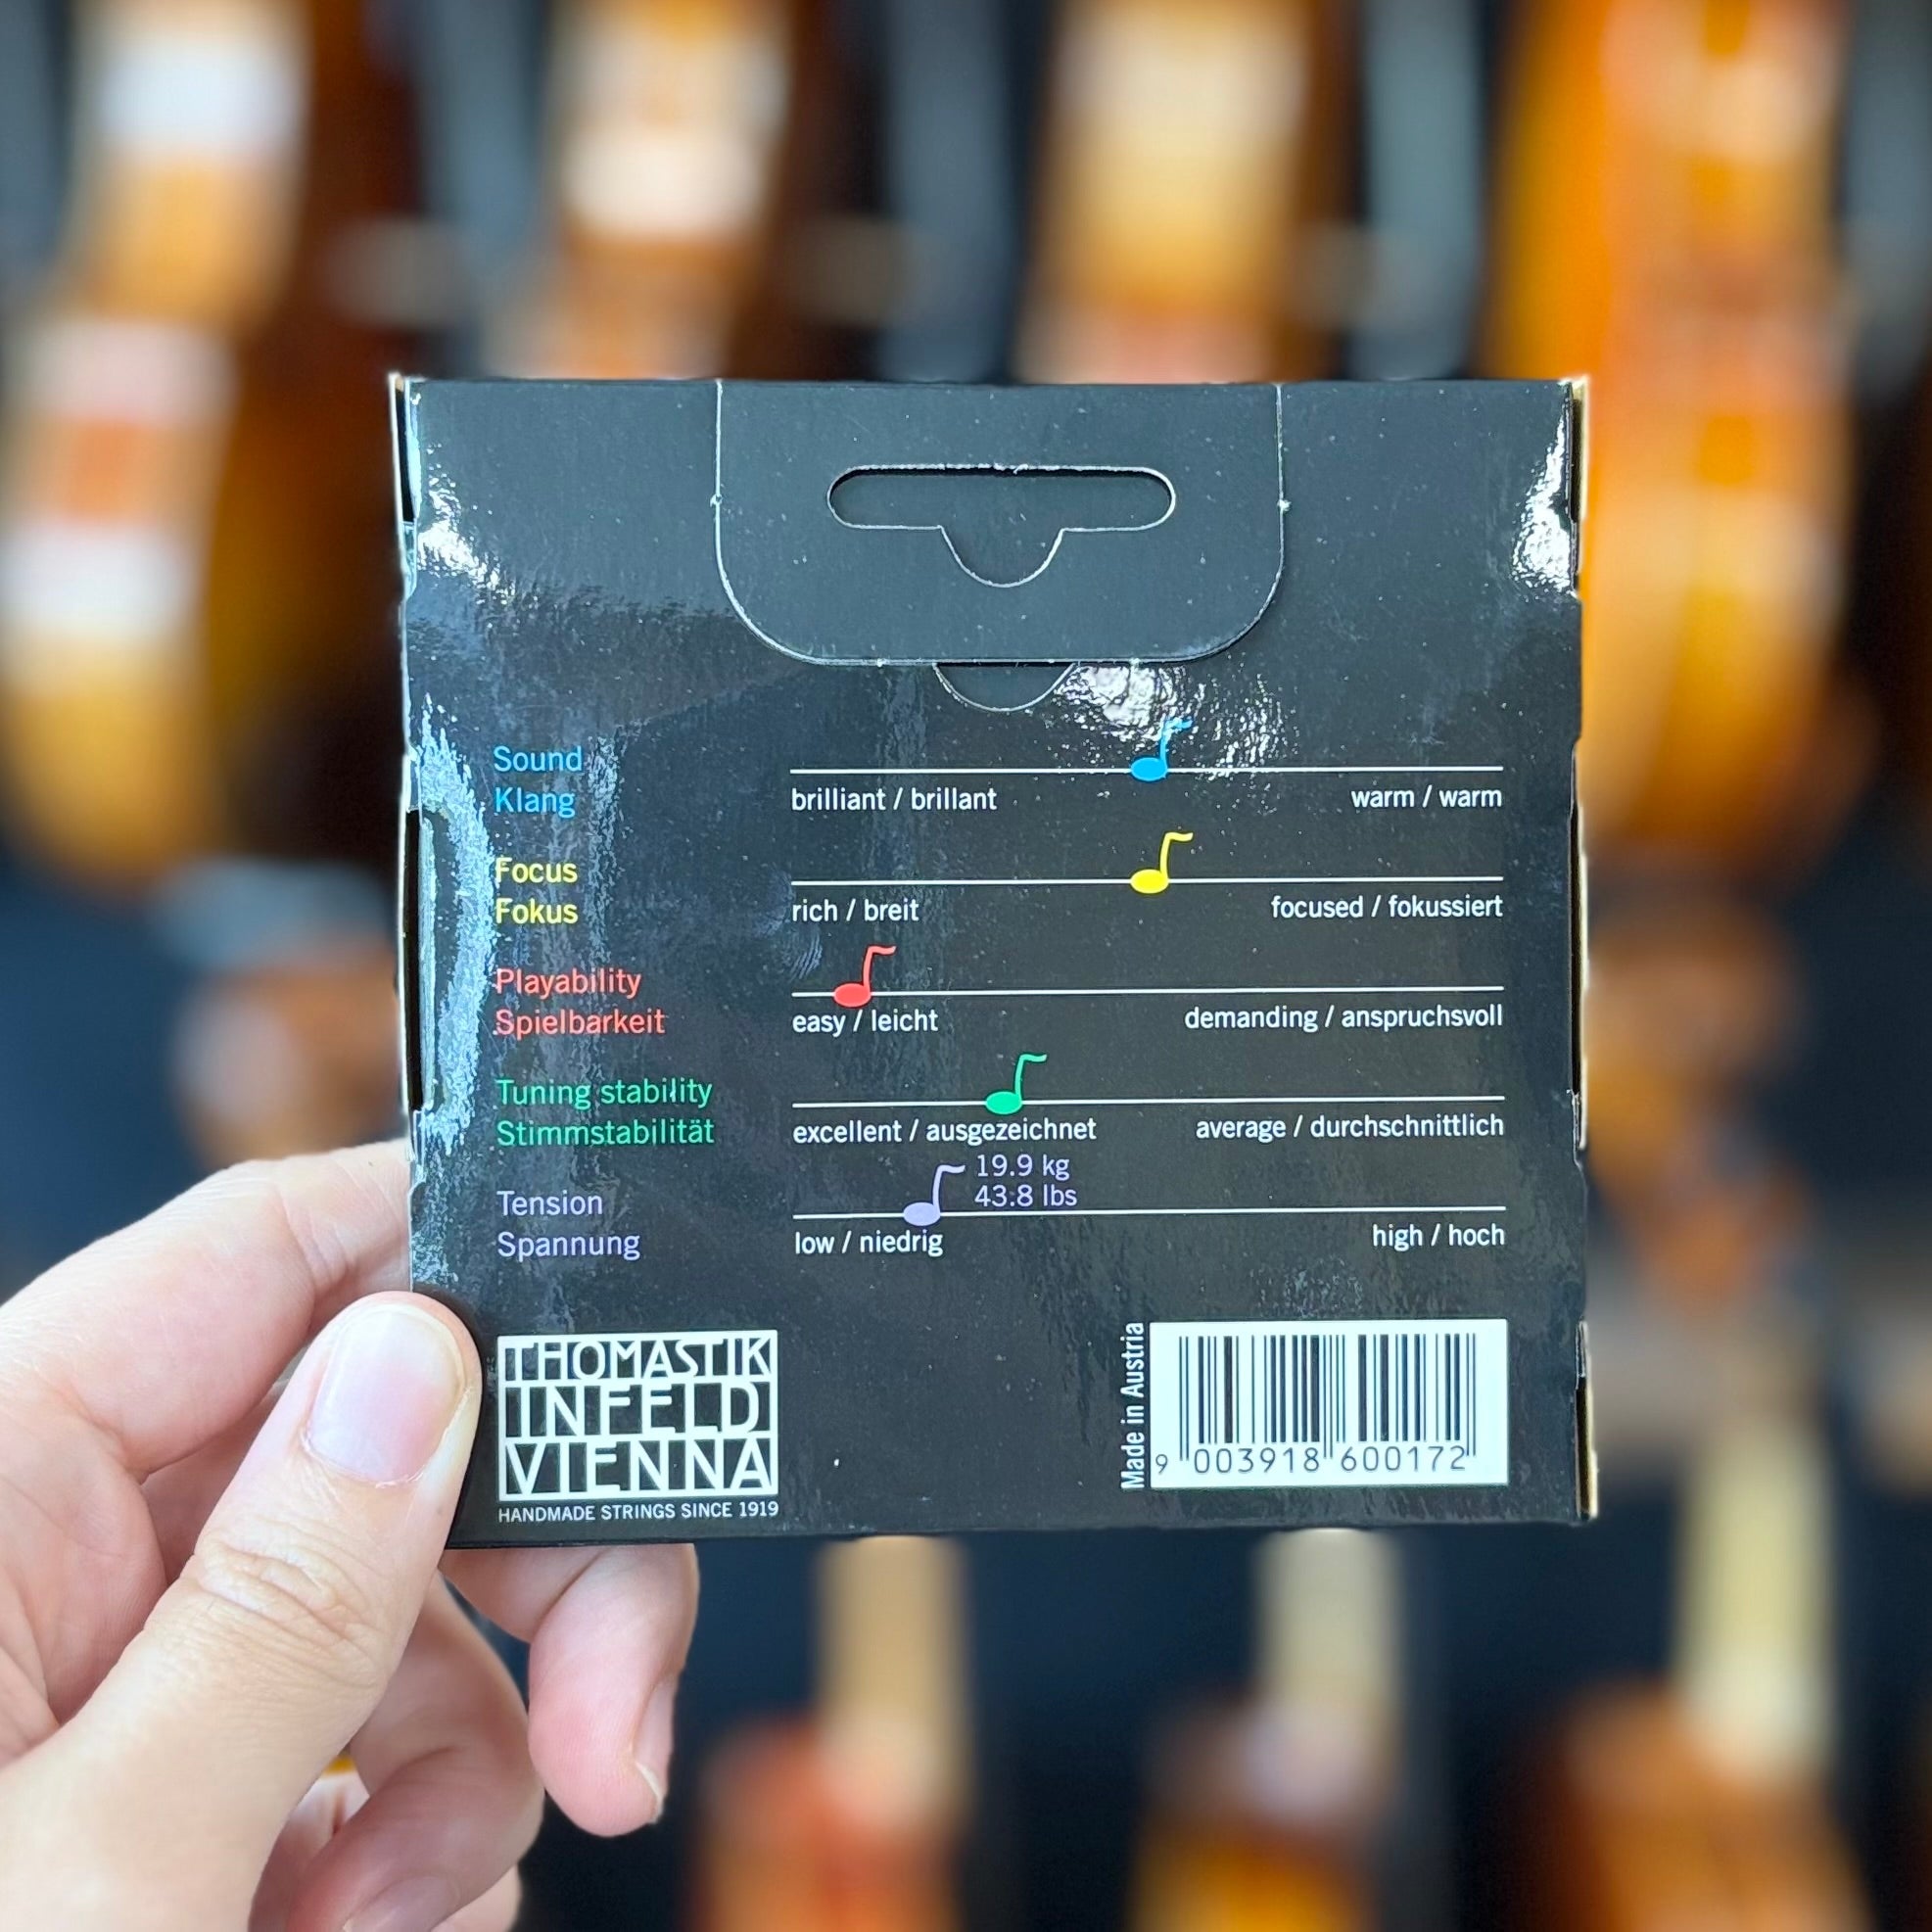 Sound
Klang
brilliant / brillant
warm / warm
Focus
Fokus
rich / breit
focused / fokussiert
Playability
Spielbarkeit
easy / leicht
demanding / anspruchsvoll
Tuning stability
Stimmstabilität
excellent / ausgezeichnet
average / durchschnittlich
19.9 kg
43.8 lbs
Tension
Spannung
low / niedrig
high / hoch
THOMASTIK
INFELD
VIENNA
HANDMADE STRINGS SINCE 1919
Made in Austria
9 003918 600172